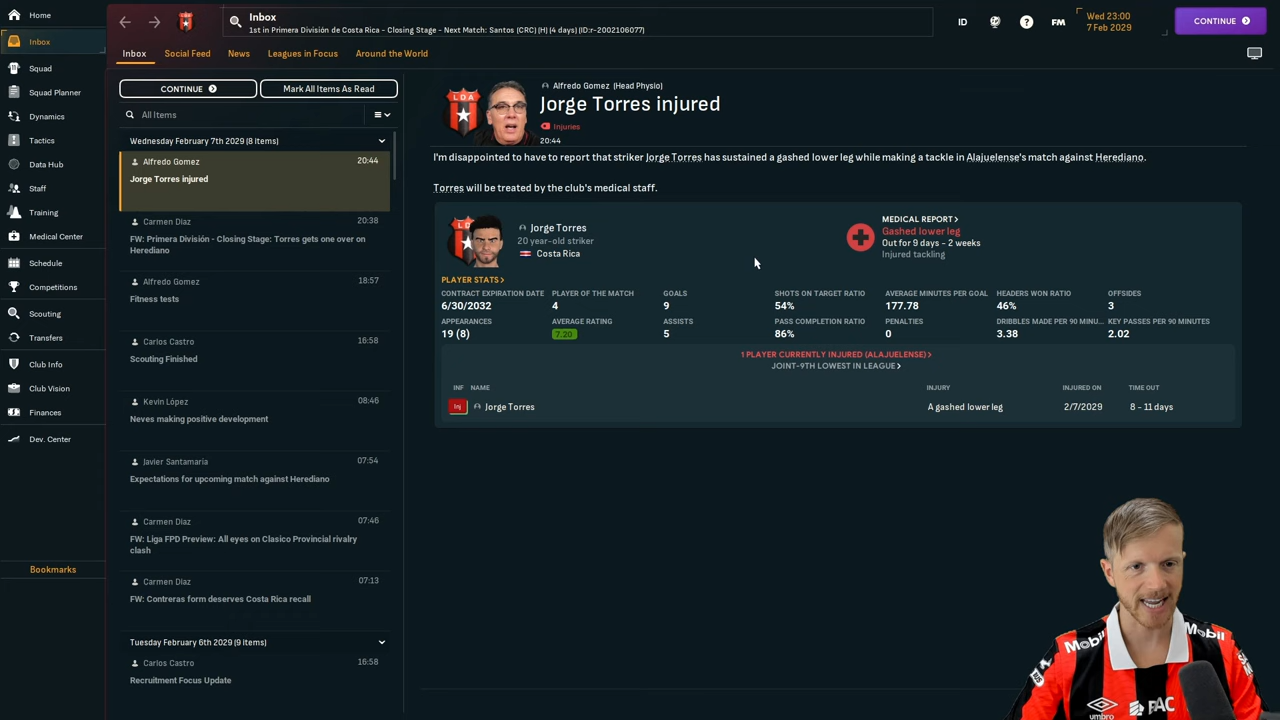 Home
Inbox
Squad
Squad Planner
Dynamics
Tactics
Data Hub
Staff
Training
Medical Center
Schedule
Competitions
Scouting
Transfers
Club Info
Club Vision
Finances
Dev. Center
Bookmarks
Inbox
1st in Primera División de Costa Rica - Closing Stage - Next Match: Santos (CRC) (H) (4 days) (ID:r-2002106077)
ID
?
FM
Wed 23:00
7 Feb 2029
CONTINUE
Inbox
Social Feed
News
Leagues in Focus
Around the World
CONTINUE
Mark All Items As Read
All Items
Wednesday February 7th 2029 (8 items)
Alfredo Gomez 20:44
Jorge Torres injured
Carmen Diaz 20:38
FW: Primera División - Closing Stage: Torres gets one over on
Herediano
Alfredo Gomez 18:57
Fitness tests
Carlos Castro 16:58
Scouting Finished
Kevin López 08:46
Neves making positive development
Javier Santamaria 07:54
Expectations for upcoming match against Herediano
Carmen Diaz 07:46
FW: Liga FPD Preview: All eyes on Clasico Provincial rivalry
clash
Carmen Diaz 07:13
FW: Contreras form deserves Costa Rica recall
Tuesday February 6th 2029 (9 items)
Carlos Castro 16:58
Recruitment Focus Update
LDA
Alfredo Gomez (Head Physio)
Jorge Torres injured
Injuries
20:44
I'm disappointed to have to report that striker Jorge Torres has sustained a gashed lower leg while making a tackle in Alajuelense's match against Herediano.
Torres will be treated by the club's medical staff.
Jorge Torres
20 year-old striker
Costa Rica
MEDICAL REPORT >
Gashed lower leg
Out for 9 days - 2 weeks
Injured tackling
PLAYER STATS >
CONTRACT EXPIRATION DATE PLAYER OF THE MATCH GOALS SHOTS ON TARGET RATIO AVERAGE MINUTES PER GOAL HEADERS WON RATIO OFFSIDES
6/30/2032 4 9 54% 177.78 46% 3
APPEARANCES AVERAGE RATING ASSISTS PASS COMPLETION RATIO PENALTIES DRIBBLES MADE PER 90 MINU... KEY PASSES PER 90 MINUTES
19 (8) 7.20 5 86% 0 3.38 2.02
1 PLAYER CURRENTLY INJURED (ALAJUELENSE) >
JOINT-9TH LOWEST IN LEAGUE >
INF NAME INJURY INJURED ON TIME OUT
Inj Jorge Torres A gashed lower leg 2/7/2029 8 - 11 days
Mobil
Mobil
umbro
BAC